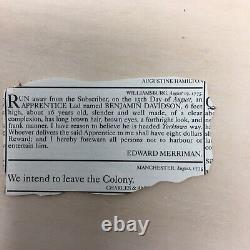 AUGUSTINE HAMILTON
WILLIAMSBURG, August 19, 1775.
RUN away from the Subscriber, on the 15th Day of August, an
APPRENTICE Lad named BENJAMIN DAVIDSON, 6 feet
high, about 16 years old, slender and well made, of a clear
con, has long brown hair, brown eyes, a forthright look, and
frank manner. I have reason to believe he is headed Yorktown way.
Whoever delivers the said Apprentice to me shall have eight dollars
Reward; and I hereby forewarn all persons not to harbour or
entertain him.
EDWARD MERRIMAN.
MANCHESTER, August, 1775
We intend to leave the Colony.
CHARLES &